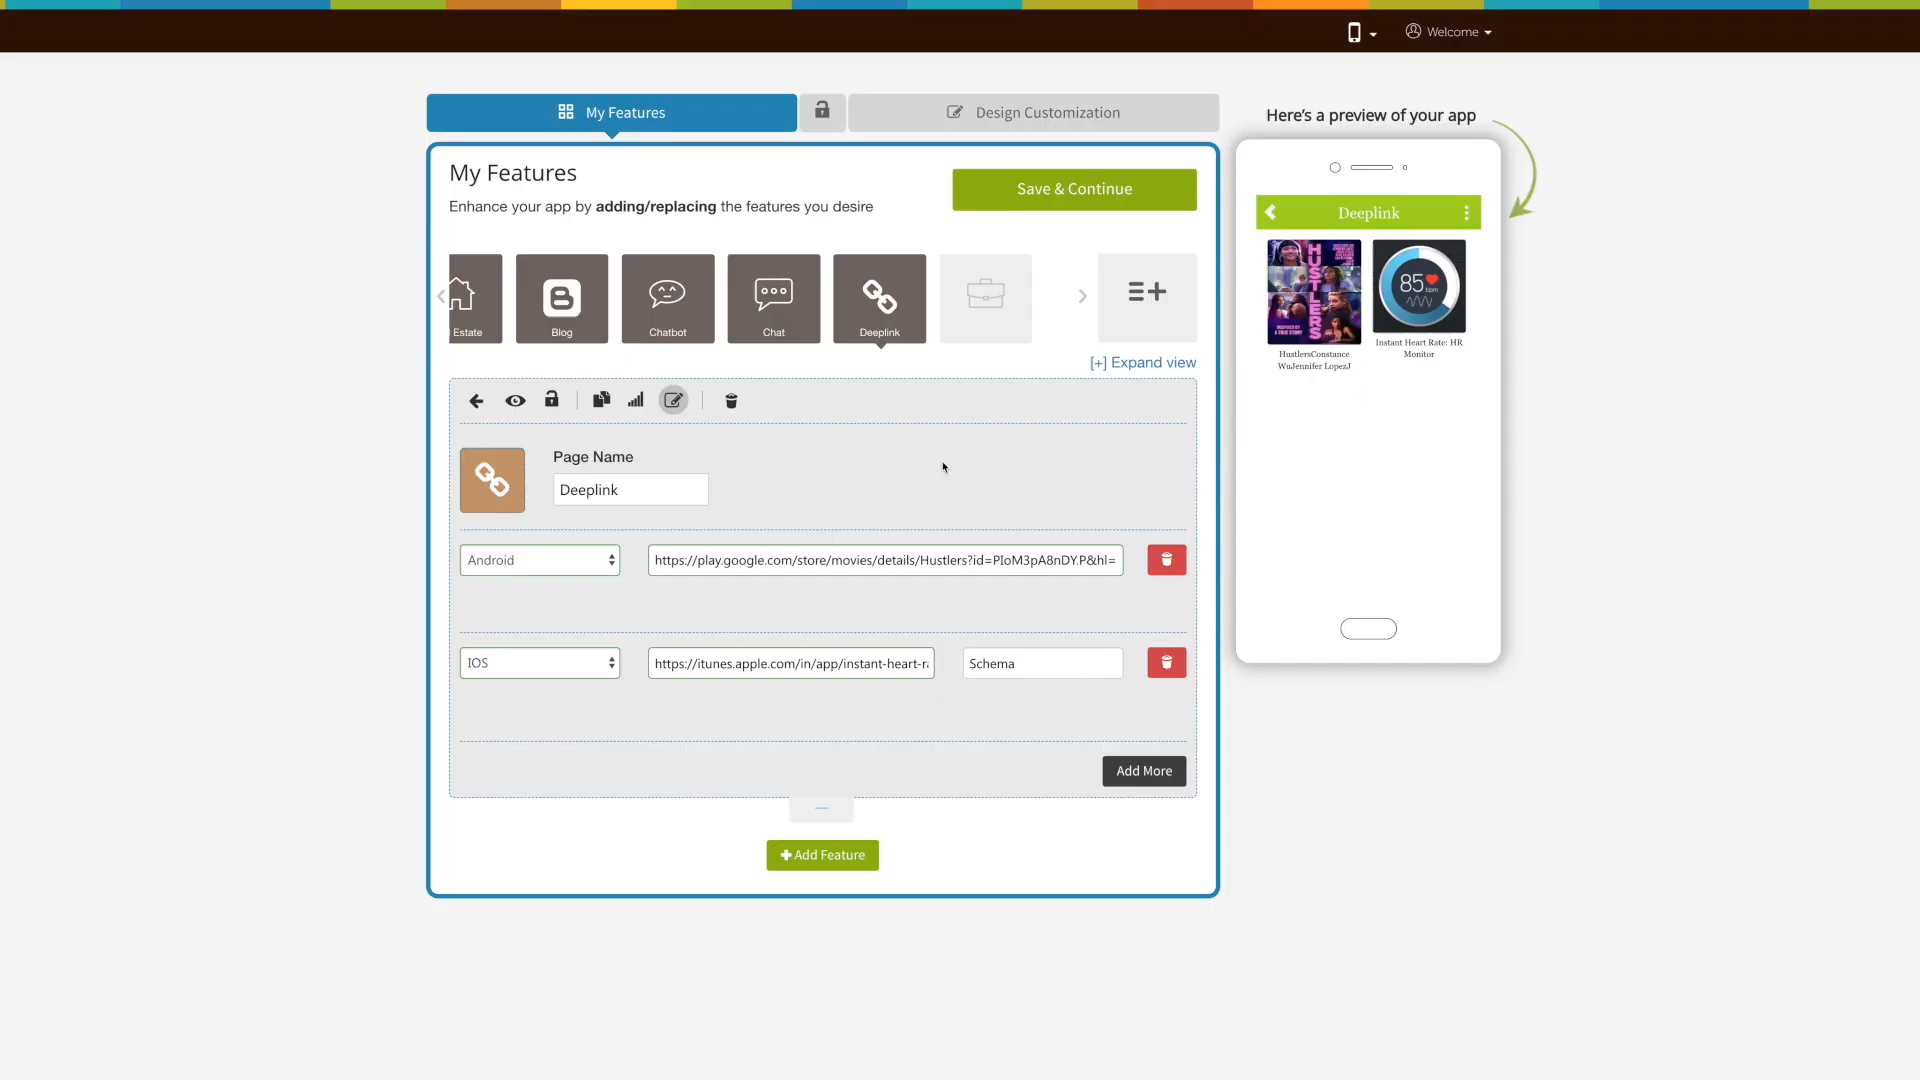 Welcome
My Features
Design Customization
Here's a preview of your app
My Features
Save & Continue
Enhance your app by adding/replacing the features you desire
Deeplink
Estate
Blog
Chatbot
Chat
Deeplink
HUSTLERS
85
bpm
HustlersConstance
WuJennifer LopezJ
Instant Heart Rate: HR
Monitor
[+] Expand view
Page Name
Deeplink
Android
https://play.google.com/store/movies/details/Hustlers?id=PIoM3pA8nDY.P&hl=
IOS
https://itunes.apple.com/in/app/instant-heart-r
Schema
Add More
Add Feature